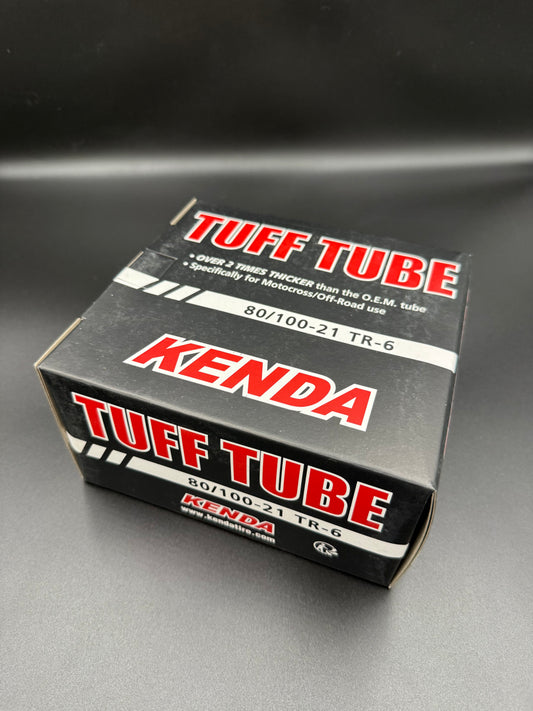 TUFF TUBE
• OVER 2 TIMES THICKER than the O.E.M. tube
• Specifically for Motocross/Off-Road use
80/100-21 TR-6
KENDA
TUFF TUBE
80/100-21 TR-6
KENDA
www.kendatire.com